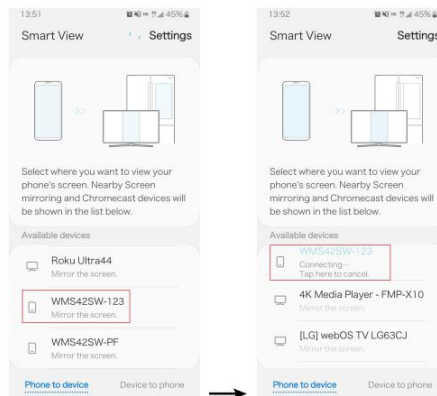 13:51
45%
Smart View
Settings
Select where you want to view your
phone's screen. Nearby Screen
mirroring and Chromecast devices will
be shown in the list below.
Available devices
Roku Ultra44
Mirror the screen.
WMS42SW-123
Mirror the screen.
WMS42SW-PF
Mirror the screen.
Phone to device
Device to phone
13:52
45%
Smart View
Settings
Select where you want to view your
phone's screen. Nearby Screen
mirroring and Chromecast devices will
be shown in the list below.
Available devices
WMS42SW-123
Connecting...
Tap here to cancel.
4K Media Player - FMP-X10
Mirror the screen.
[LG] webOS TV LG63CJ
Mirror the screen.
Phone to device
Device to phone